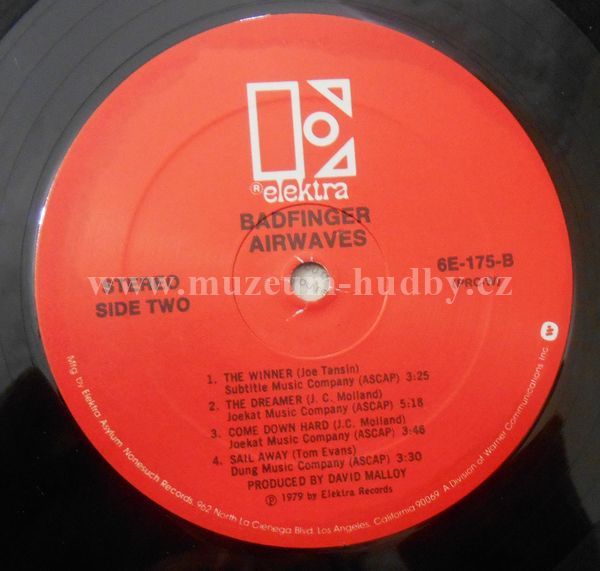 ® elektra
BADFINGER
AIRWAVES
STEREO
SIDE TWO
6E-175-B
www.muzeum-hudby.cz
1. THE WINNER (Joe Tansin)
Subtitle Music Company (ASCAP) 3:25
2. THE DREAMER (J. C. Molland)
Joekat Music Company (ASCAP) 5:18
3. COME DOWN HARD (J.C. Molland)
Joekat Music Company (ASCAP) 3:46
4. SAIL AWAY (Tom Evans)
Dung Music Company (ASCAP) 3:30
PRODUCED BY DAVID MALLOY
℗ 1979 by Elektra Records
Mfg by Elektra Asylum Nonesuch Records, 962 North La Cienega Blvd. Los Angeles, California 90069 A Division of Warner Communications Inc.